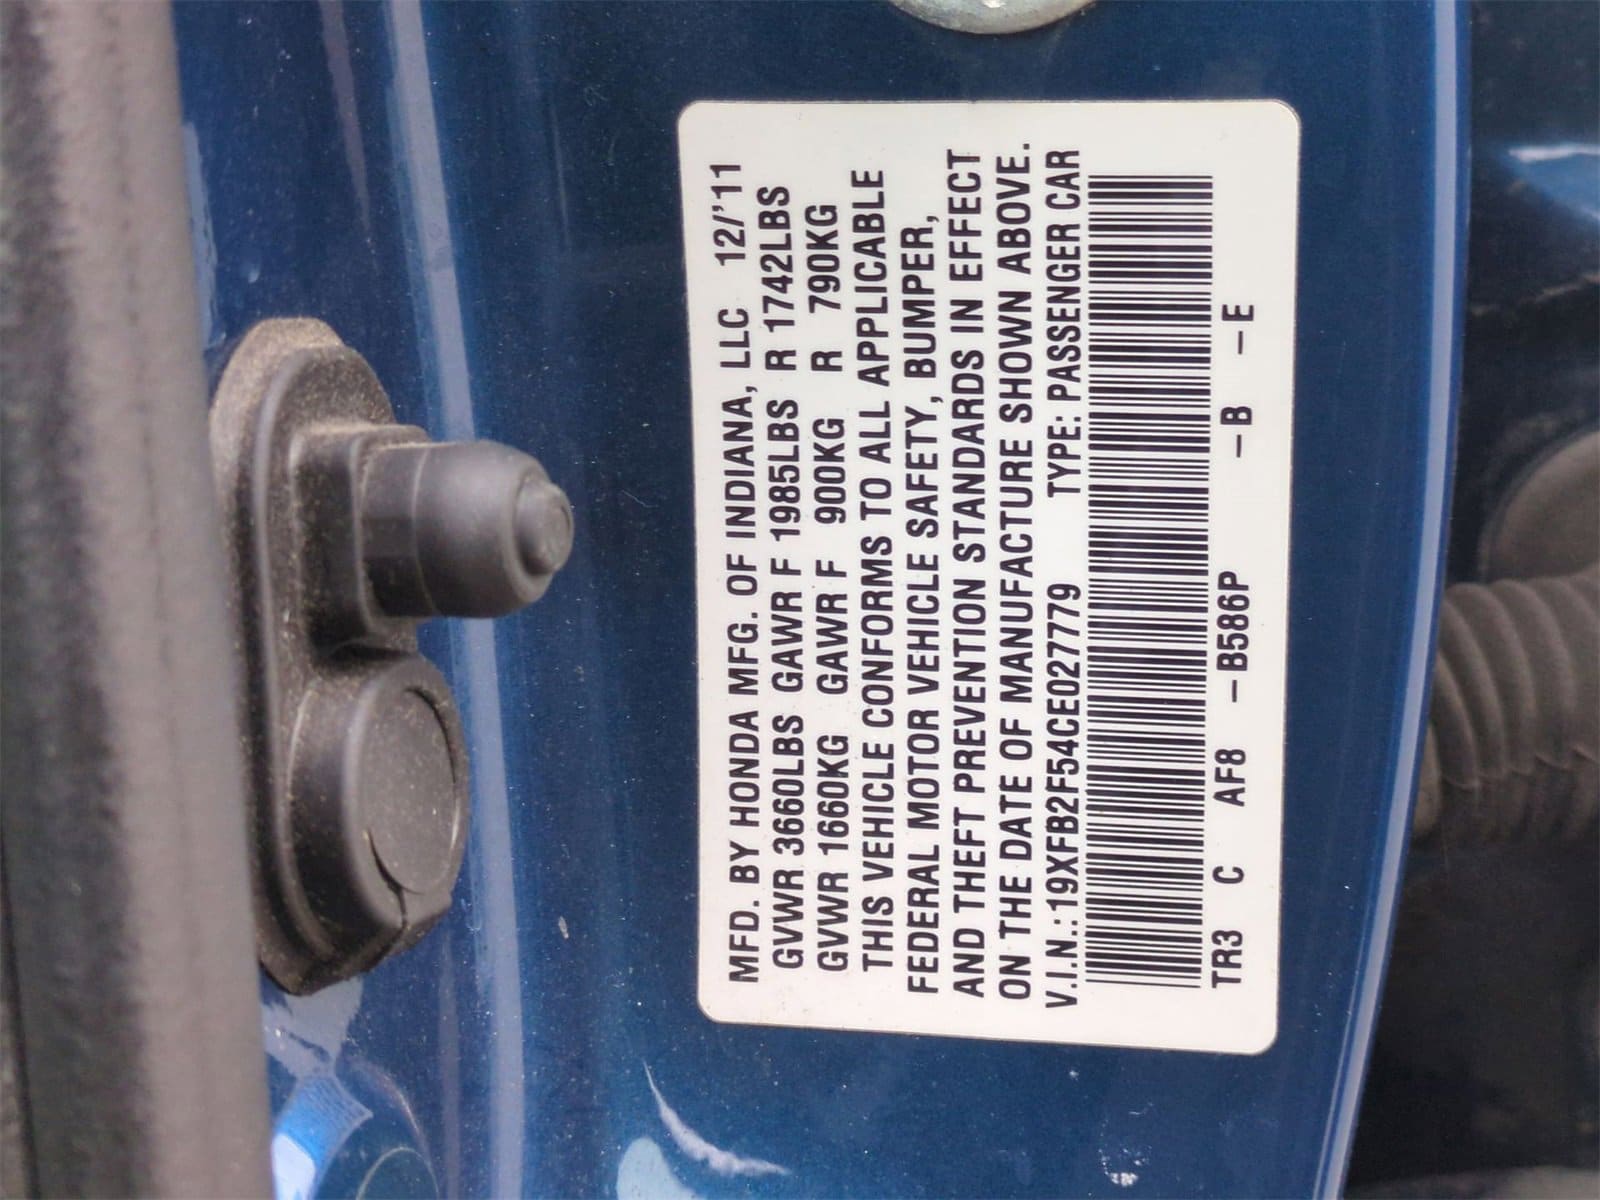 MFD. BY HONDA MFG. OF INDIANA, LLC 12/'11
GVWR 3660LBS GAWR F 1985LBS R 1742LBS
GVWR 1660KG GAWR F 900KG R 790KG
THIS VEHICLE CONFORMS TO ALL APPLICABLE
FEDERAL MOTOR VEHICLE SAFETY, BUMPER,
AND THEFT PREVENTION STANDARDS IN EFFECT
ON THE DATE OF MANUFACTURE SHOWN ABOVE.
V.I.N.:19XFB2F54CE027779 TYPE: PASSENGER CAR
TR3 C AF8 –B586P –B –E